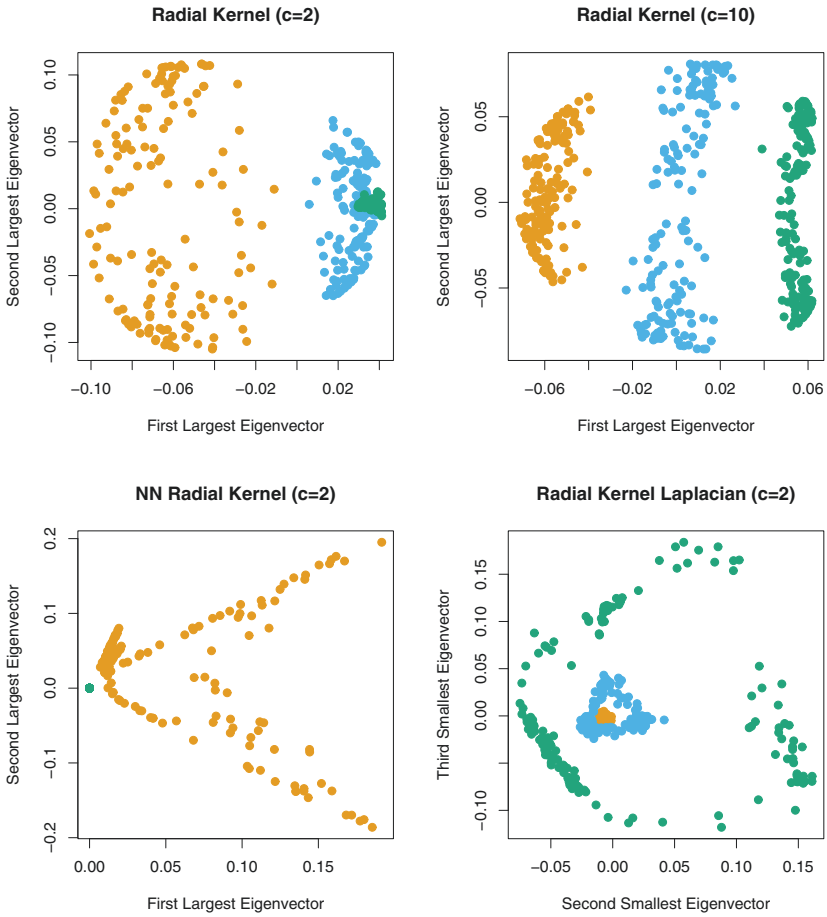 Radial Kernel (c=2)
Second Largest Eigenvector
0.10
0.05
0.00
−0.05
−0.10
−0.10
−0.06
−0.02
0.02
First Largest Eigenvector
Radial Kernel (c=10)
Second Largest Eigenvector
0.05
0.00
−0.05
−0.06
−0.02
0.02
0.06
First Largest Eigenvector
NN Radial Kernel (c=2)
Second Largest Eigenvector
0.2
0.1
0.0
−0.1
−0.2
0.00
0.05
0.10
0.15
First Largest Eigenvector
Radial Kernel Laplacian (c=2)
Third Smallest Eigenvector
0.15
0.05
0.00
−0.10
−0.05
0.00
0.05
0.10
0.15
Second Smallest Eigenvector